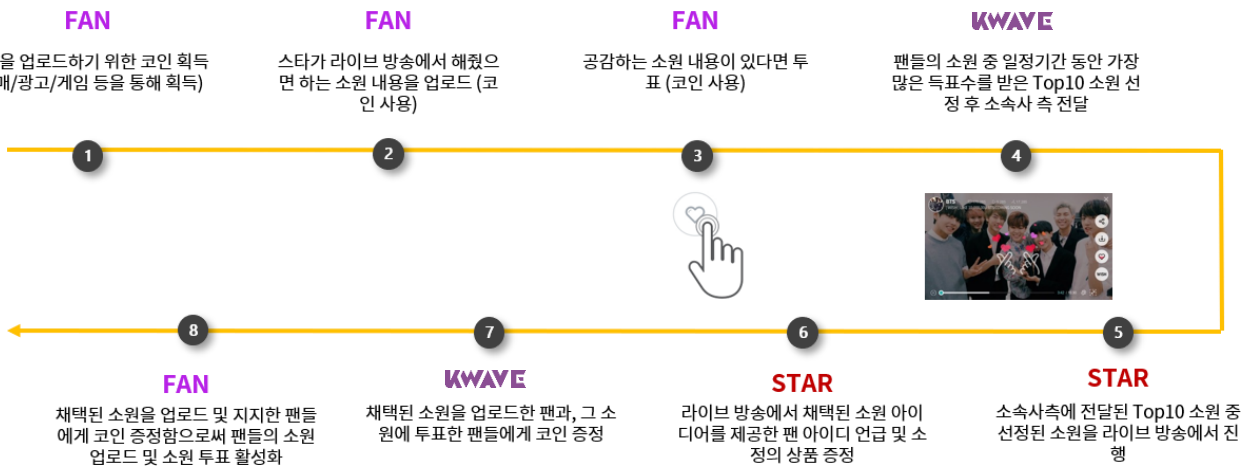 FAN
FAN
FAN
KWAVE
을 업로드하기 위한 코인 획득
매/광고/게임 등을 통해 획득)
스타가 라이브 방송에서 해줬으
면 하는 소원 내용을 업로드 (코
인 사용)
공감하는 소원 내용이 있다면 투
표 (코인 사용)
팬들의 소원 중 일정기간 동안 가장
많은 득표수를 받은 Top10 소원 선
정 후 소속사 측 전달
1
2
3
4
BTS
WISH
8
7
6
5
FAN
KWAVE
STAR
STAR
채택된 소원을 업로드 및 지지한 팬들
에게 코인 증정함으로써 팬들의 소원
업로드 및 소원 투표 활성화
채택된 소원을 업로드한 팬과, 그 소
원에 투표한 팬들에게 코인 증정
라이브 방송에서 채택된 소원 아이
디어를 제공한 팬 아이디 언급 및 소
정의 상품 증정
소속사측에 전달된 Top10 소원 중
선정된 소원을 라이브 방송에서 진
행